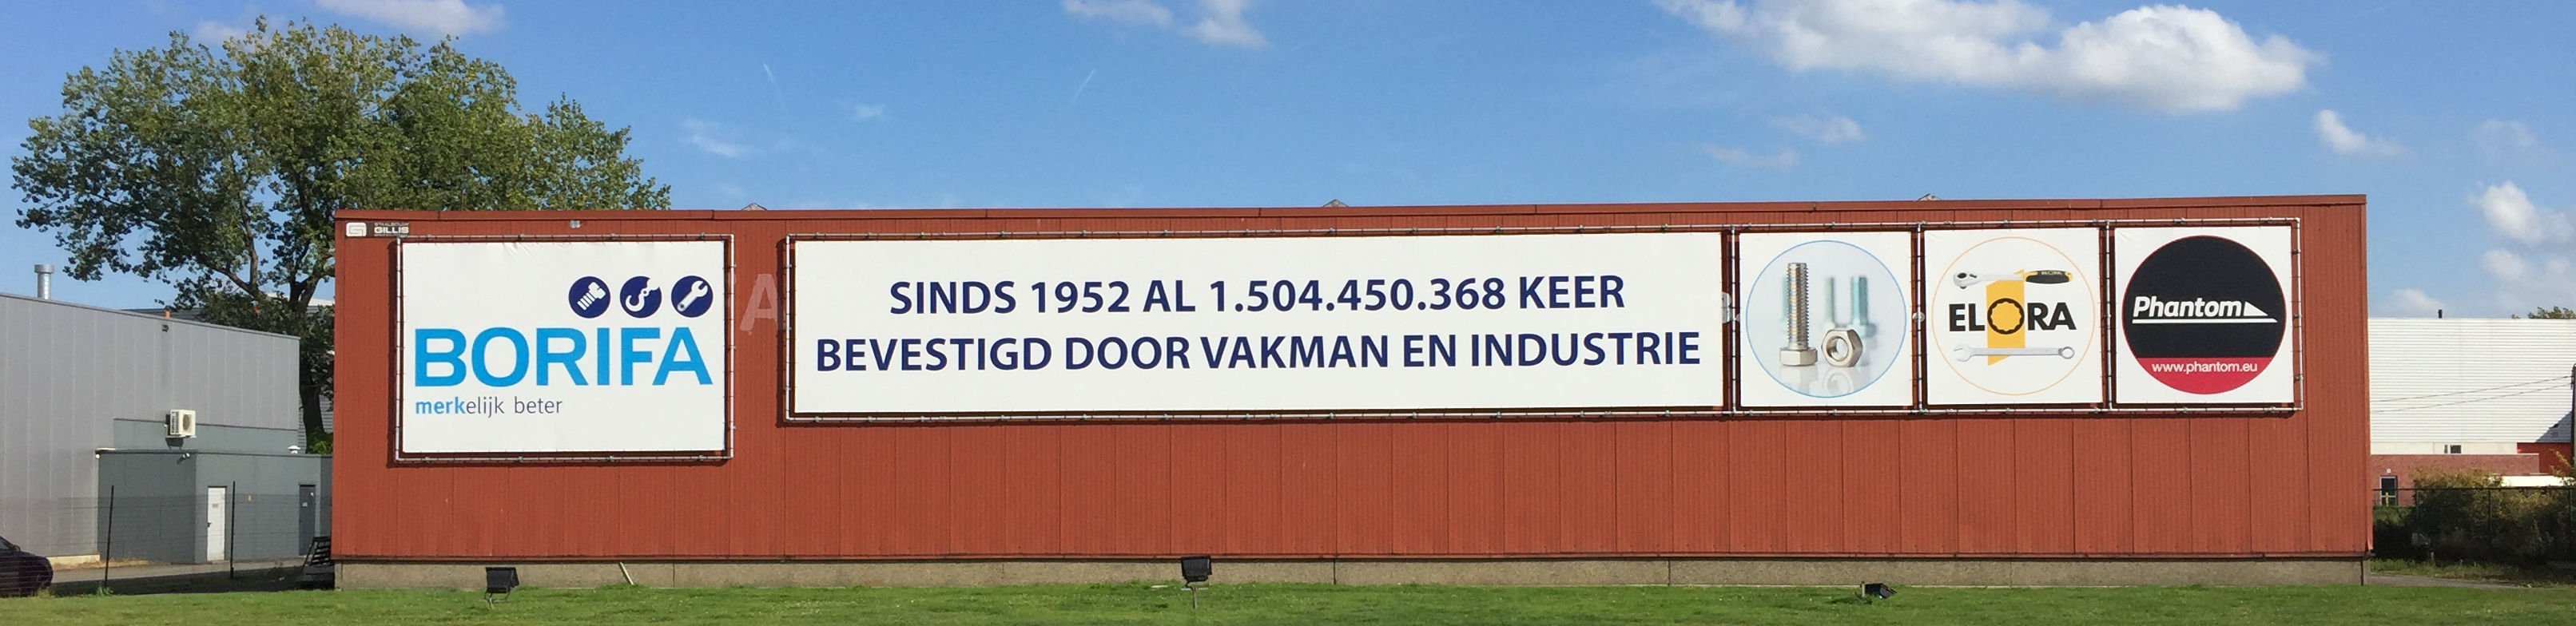 GILLIS
BORIFA
merkelijk beter
SINDS 1952 AL 1.504.450.368 KEER
BEVESTIGD DOOR VAKMAN EN INDUSTRIE
ELORA
Phantom
www.phantom.eu